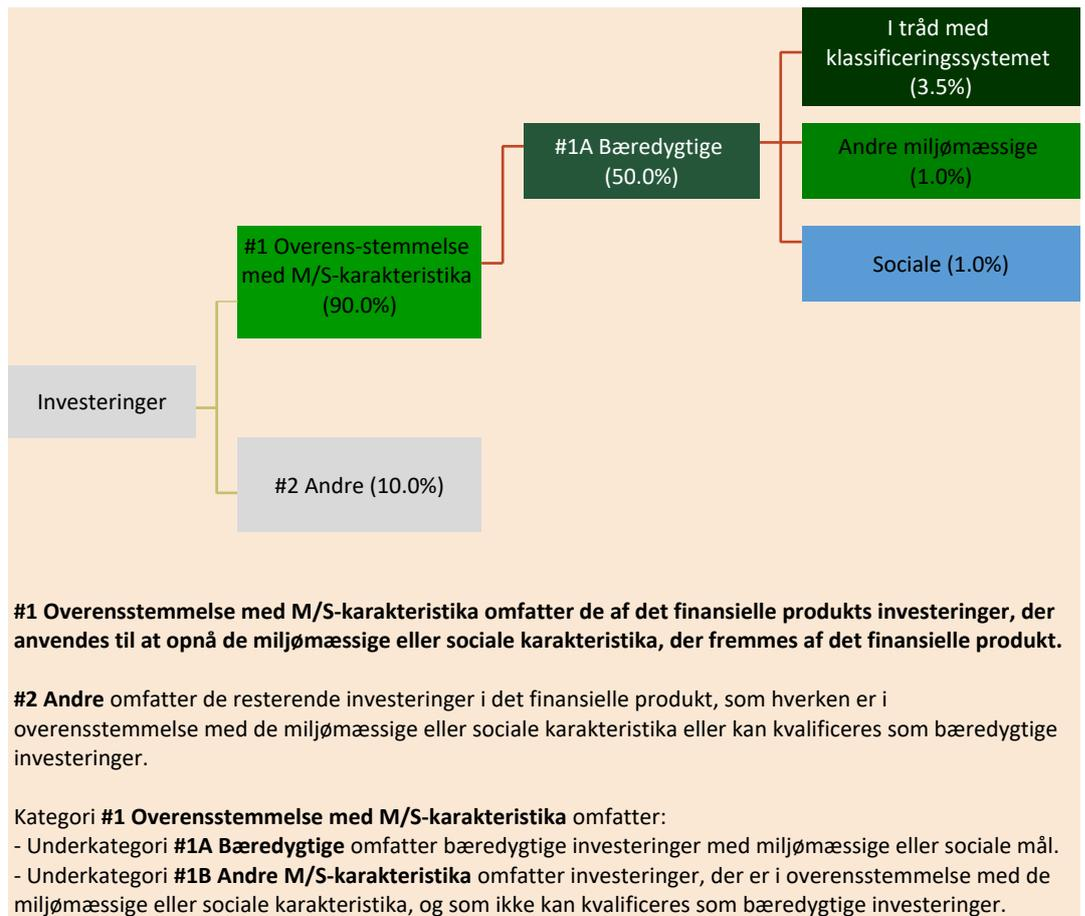 I tråd med
klassificeringssystemet
(3.5%)
#1A Bæredygtige
(50.0%)
Andre miljømæssige
(1.0%)
#1 Overens-stemmelse
med M/S-karakteristika
(90.0%)
Sociale (1.0%)
Investeringer
#2 Andre (10.0%)
#1 Overensstemmelse med M/S-karakteristika omfatter de af det finansielle produkts investeringer, der
anvendes til at opnå de miljømæssige eller sociale karakteristika, der fremmes af det finansielle produkt.
#2 Andre omfatter de resterende investeringer i det finansielle produkt, som hverken er i
overensstemmelse med de miljømæssige eller sociale karakteristika eller kan kvalificeres som bæredygtige
investeringer.
Kategori #1 Overensstemmelse med M/S-karakteristika omfatter:
- Underkategori #1A Bæredygtige omfatter bæredygtige investeringer med miljømæssige eller sociale mål.
- Underkategori #1B Andre M/S-karakteristika omfatter investeringer, der er i overensstemmelse med de
miljømæssige eller sociale karakteristika, og som ikke kan kvalificeres som bæredygtige investeringer.